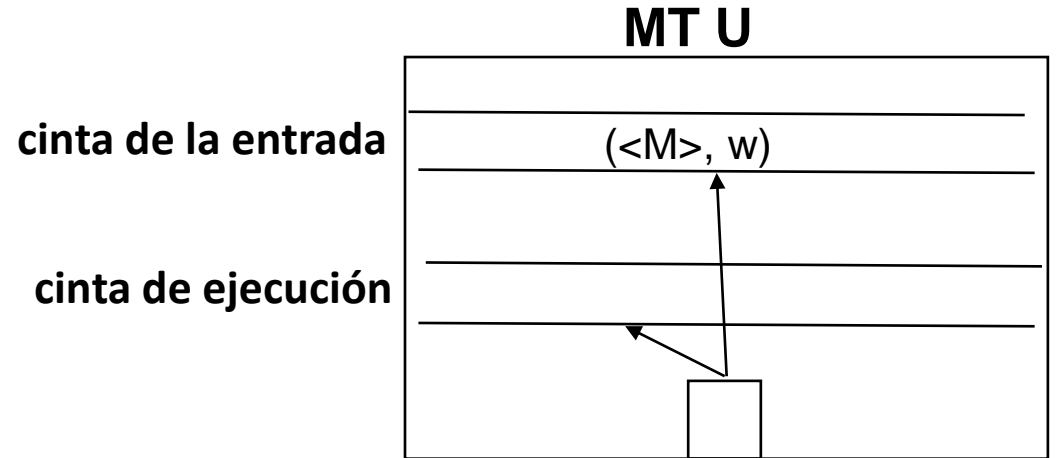 MT U
cinta de la entrada
(<M>, w)
cinta de ejecución